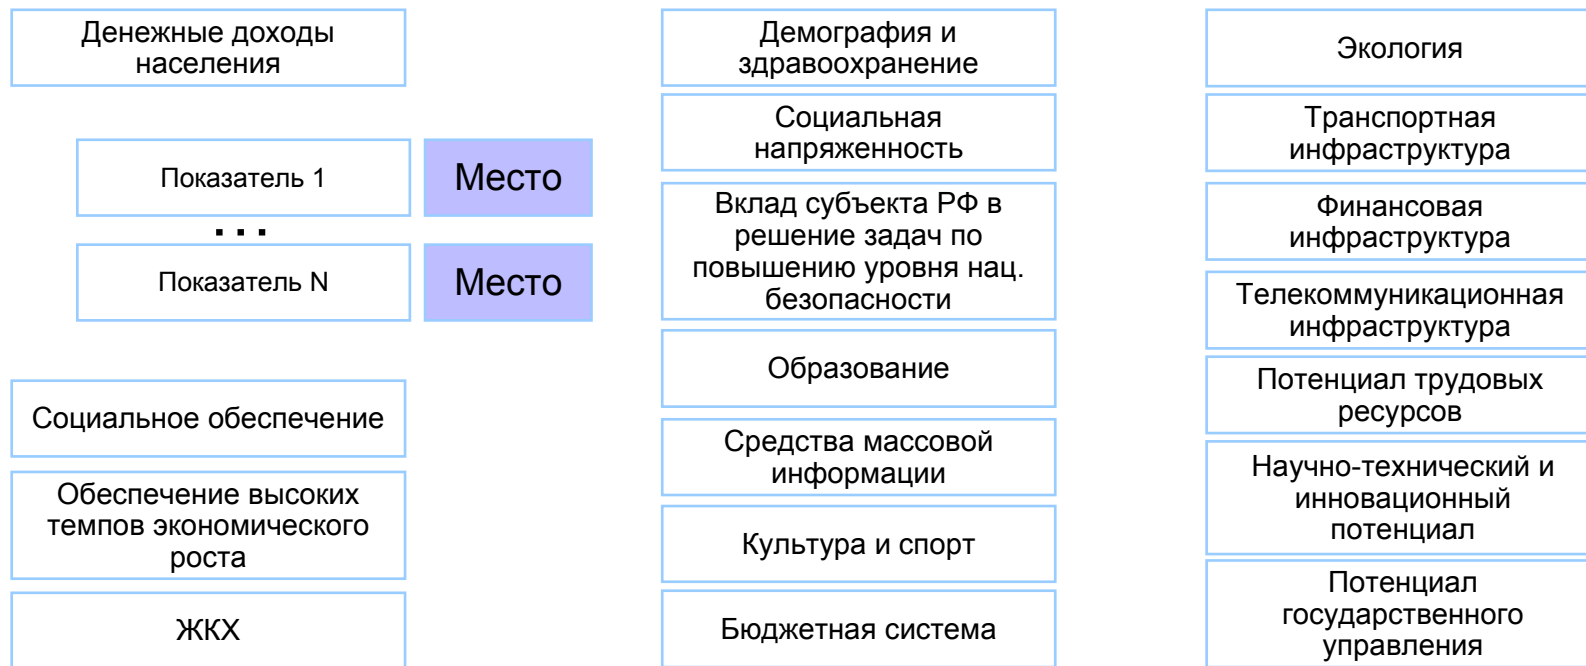 Денежные доходы
населения
Показатель 1
Место
...
Показатель N
Место
Социальное обеспечение
Обеспечение высоких
темпов экономического
роста
ЖКХ
Демография и
здравоохранение
Социальная
напряженность
Вклад субъекта РФ в
решение задач по
повышению уровня нац.
безопасности
Образование
Средства массовой
информации
Культура и спорт
Бюджетная система
Экология
Транспортная
инфраструктура
Финансовая
инфраструктура
Телекоммуникационная
инфраструктура
Потенциал трудовых
ресурсов
Научно-технический и
инновационный
потенциал
Потенциал
государственного
управления